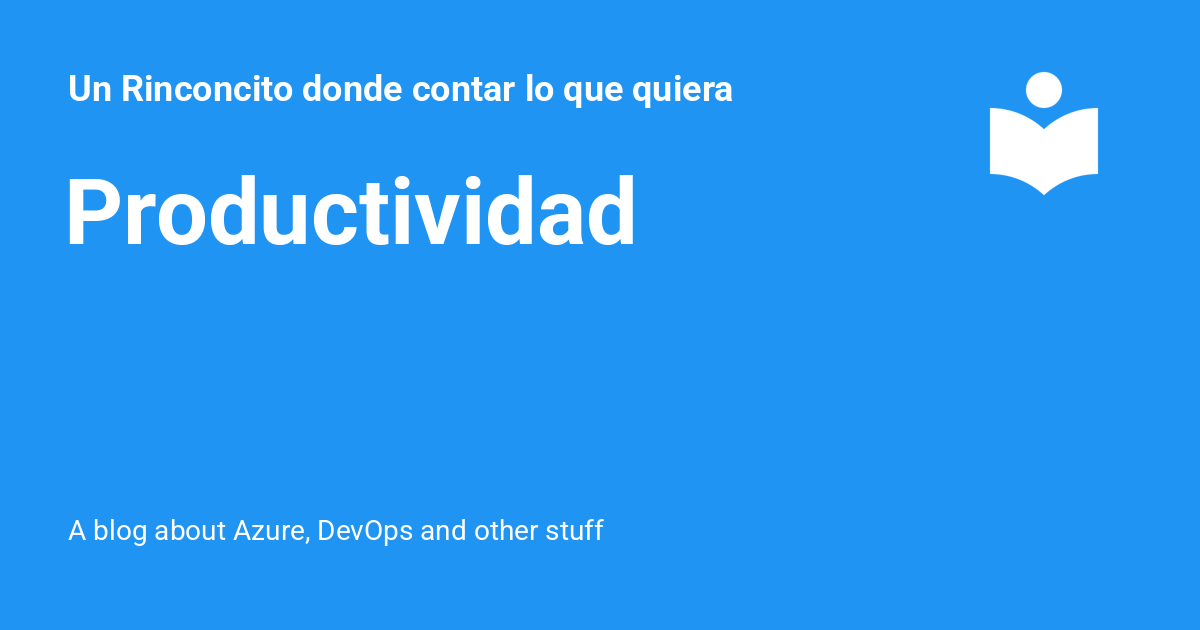 Un Rinconcito donde contar lo que quiera
Productividad
A blog about Azure, DevOps and other stuff